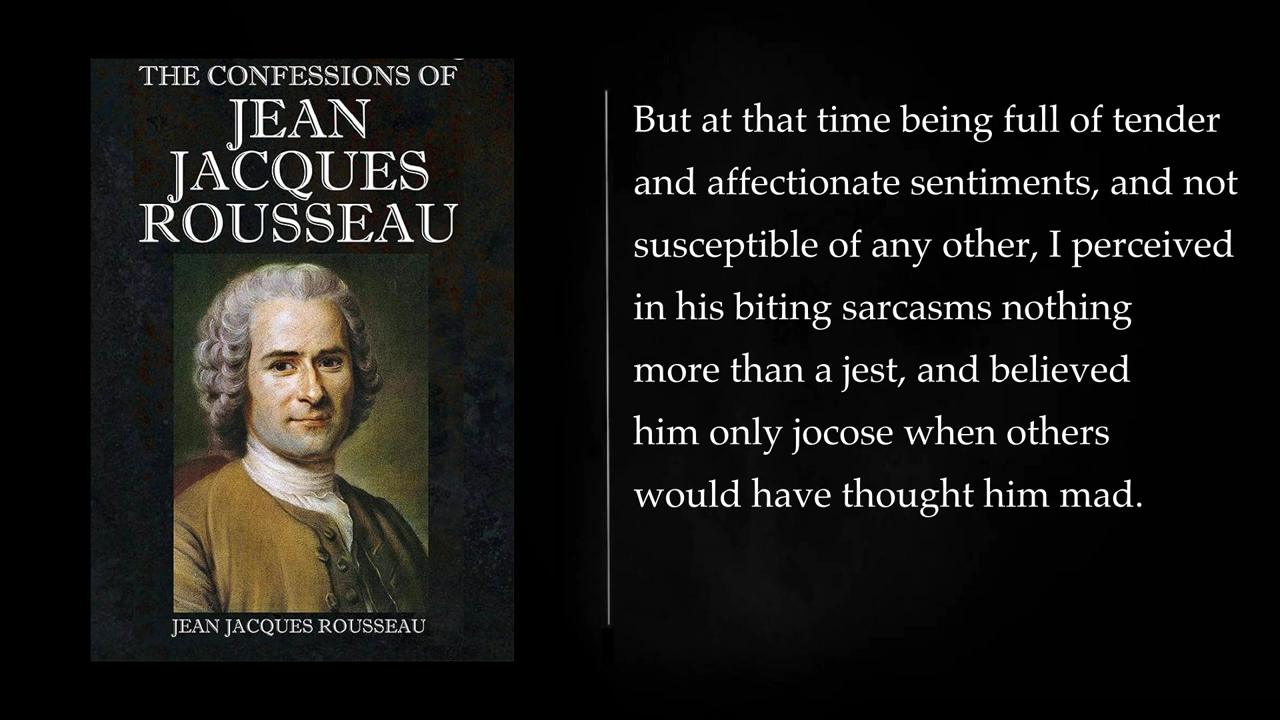 THE CONFESSIONS OF
JEAN
JACQUES
ROUSSEAU
JEAN JACQUES ROUSSEAU
But at that time being full of tender
and affectionate sentiments, and not
susceptible of any other, I perceived
in his biting sarcasms nothing
more than a jest, and believed
him only jocose when others
would have thought him mad.